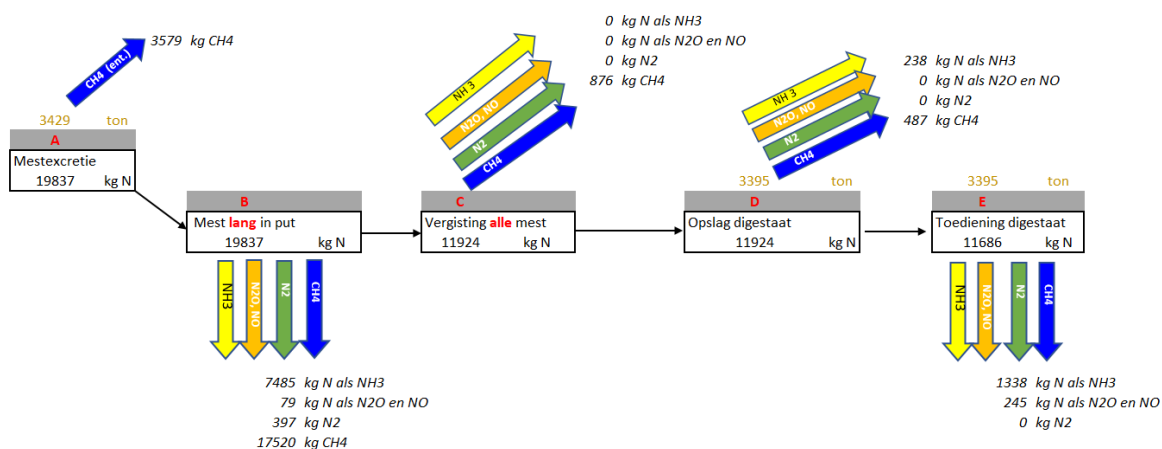 3579 kg CH4
CH4 (ent.)
3429 ton
A
Mestexcretie
19837 kg N
B
Mest lang in put
19837 kg N
NH3
N2O, NO
N2
CH4
7485 kg N als NH3
79 kg N als N2O en NO
397 kg N2
17520 kg CH4
0 kg N als NH3
0 kg N als N2O en NO
0 kg N2
876 kg CH4
NH 3
N2O, NO
N2
CH4
C
Vergisting alle mest
11924 kg N
238 kg N als NH3
0 kg N als N2O en NO
0 kg N2
487 kg CH4
NH 3
N2O, NO
N2
CH4
3395 ton
D
Opslag digestaat
11924 kg N
3395 ton
E
Toediening digestaat
11686 kg N
NH3
N2O, NO
N2
CH4
1338 kg N als NH3
245 kg N als N2O en NO
0 kg N2